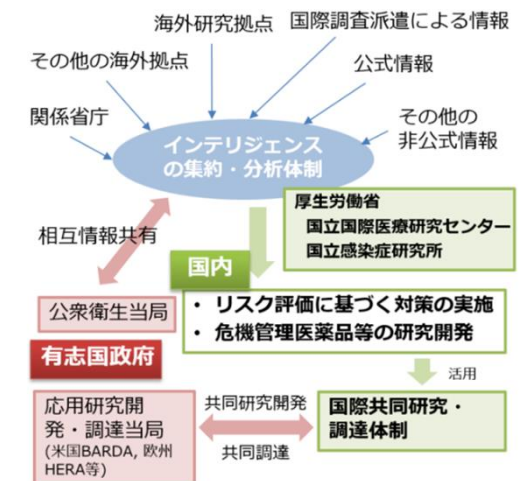 海外研究拠点
国際調査派遣による情報
その他の海外拠点
公式情報
関係省庁
その他の
非公式情報
インテリジェンス
の集約・分析体制
厚生労働省
国立国際医療研究センター
国立感染症研究所
相互情報共有
国内
・ リスク評価に基づく対策の実施
・ 危機管理医薬品等の研究開発
公衆衛生当局
有志国政府
活用
応用研究開
発・調達当局
(米国BARDA, 欧州
HERA等)
共同研究開発
共同調達
国際共同研究・
調達体制